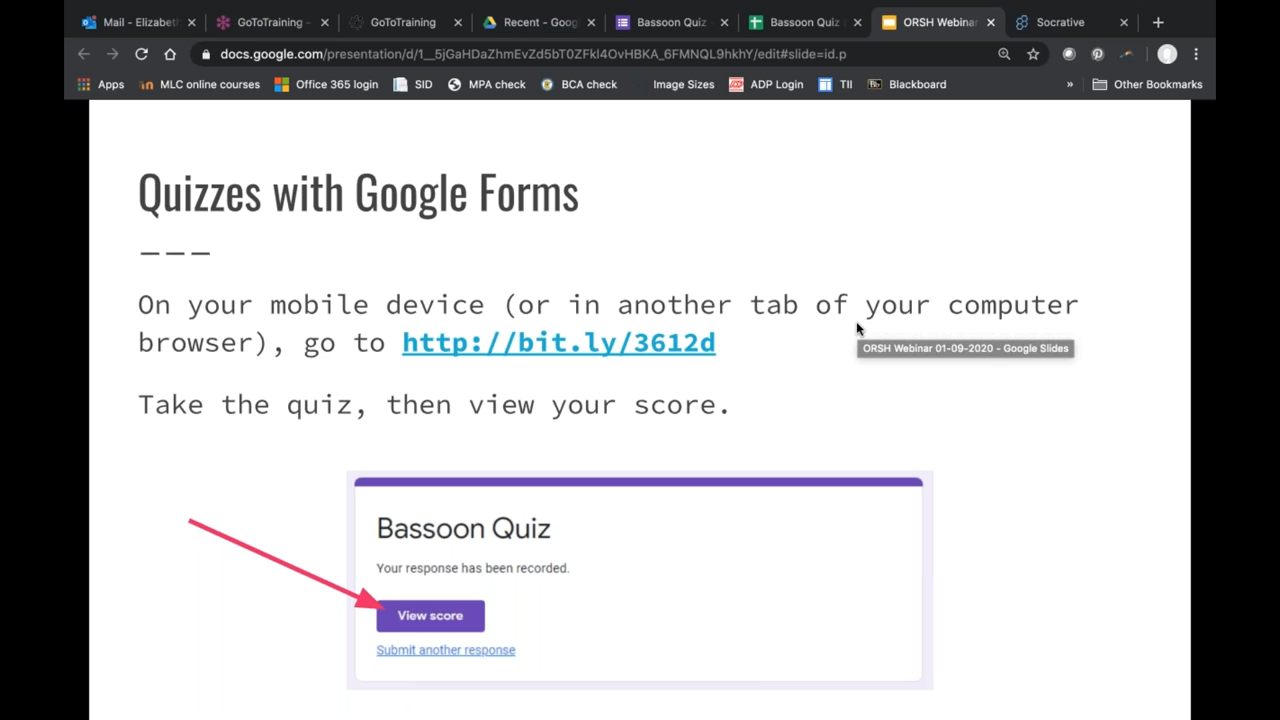 Mail - Elizabeth
GoToTraining -
GoToTraining
Recent - Goog
Bassoon Quiz
Bassoon Quiz
ORSH Webinar
Socrative
docs.google.com/presentation/d/1__5jGaHDaZhmEvZd5bT0ZFkl4OvHBKA_6FMNQL9hkhY/edit#slide=id.p
Apps
MLC online courses
Office 365 login
SID
MPA check
BCA check
Image Sizes
ADP Login
TII
Bb
Blackboard
»
Other Bookmarks
Quizzes with Google Forms
On your mobile device (or in another tab of your computer
browser), go to http://bit.ly/3612d
ORSH Webinar 01-09-2020 - Google Slides
Take the quiz, then view your score.
Bassoon Quiz
Your response has been recorded.
View score
Submit another response